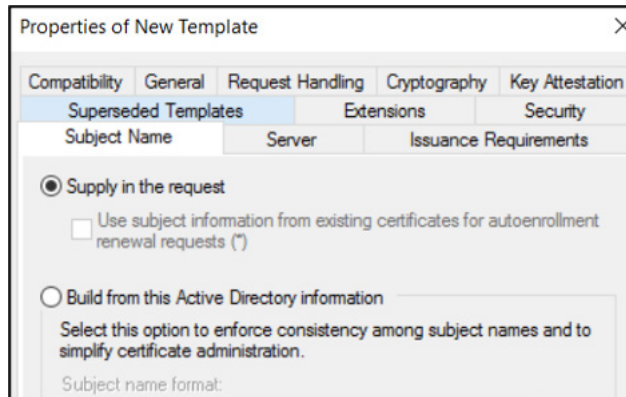 Properties of New Template
Compatibility General Request Handling Cryptography Key Attestation
Superseded Templates Extensions Security
Subject Name Server Issuance Requirements
Supply in the request
Use subject information from existing certificates for autoenrollment
renewal requests (*)
Build from this Active Directory information
Select this option to enforce consistency among subject names and to
simplify certificate administration.
Subject name format: